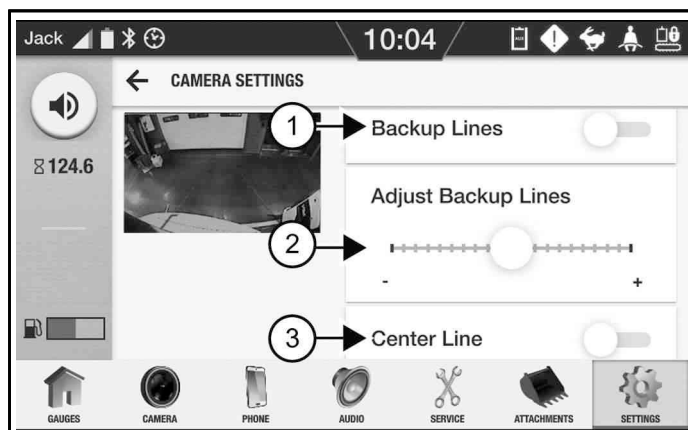 Jack 10:04
CAMERA SETTINGS
1 Backup Lines
124.6
Adjust Backup Lines
2
- +
3 Center Line
GAUGES CAMERA PHONE AUDIO SERVICE ATTACHMENTS SETTINGS